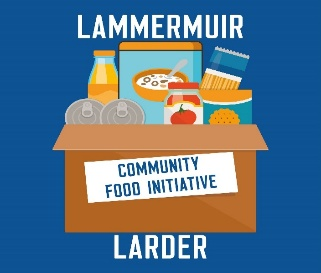 LAMMERMUIR
COMMUNITY
FOOD INITIATIVE
LARDER